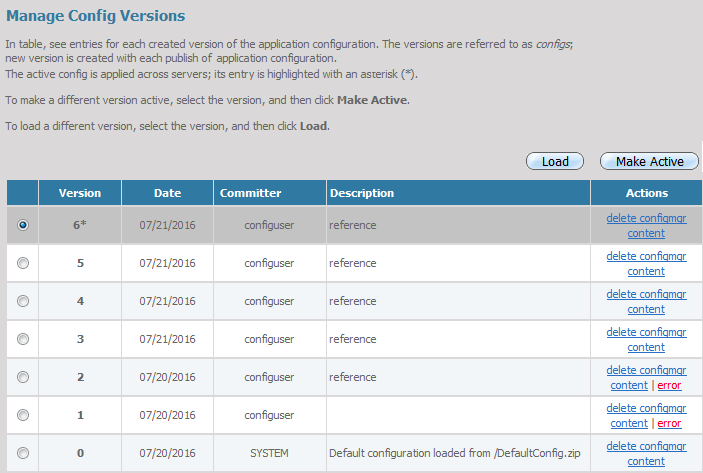 Manage Config Versions
In table, see entries for each created version of the application configuration. The versions are referred to as configs;
new version is created with each publish of application configuration.
The active config is applied across servers; its entry is highlighted with an asterisk (*).
To make a different version active, select the version, and then click Make Active.
To load a different version, select the version, and then click Load.
Load Make Active
Version Date Committer Description Actions
6* 07/21/2016 configuser reference delete configmgr
content
5 07/21/2016 configuser reference delete configmgr
content
4 07/21/2016 configuser reference delete configmgr
content
3 07/21/2016 configuser reference delete configmgr
content
2 07/20/2016 configuser reference delete configmgr
content | error
1 07/20/2016 configuser delete configmgr
content | error
0 07/20/2016 SYSTEM Default configuration loaded from /DefaultConfig.zip delete configmgr
content